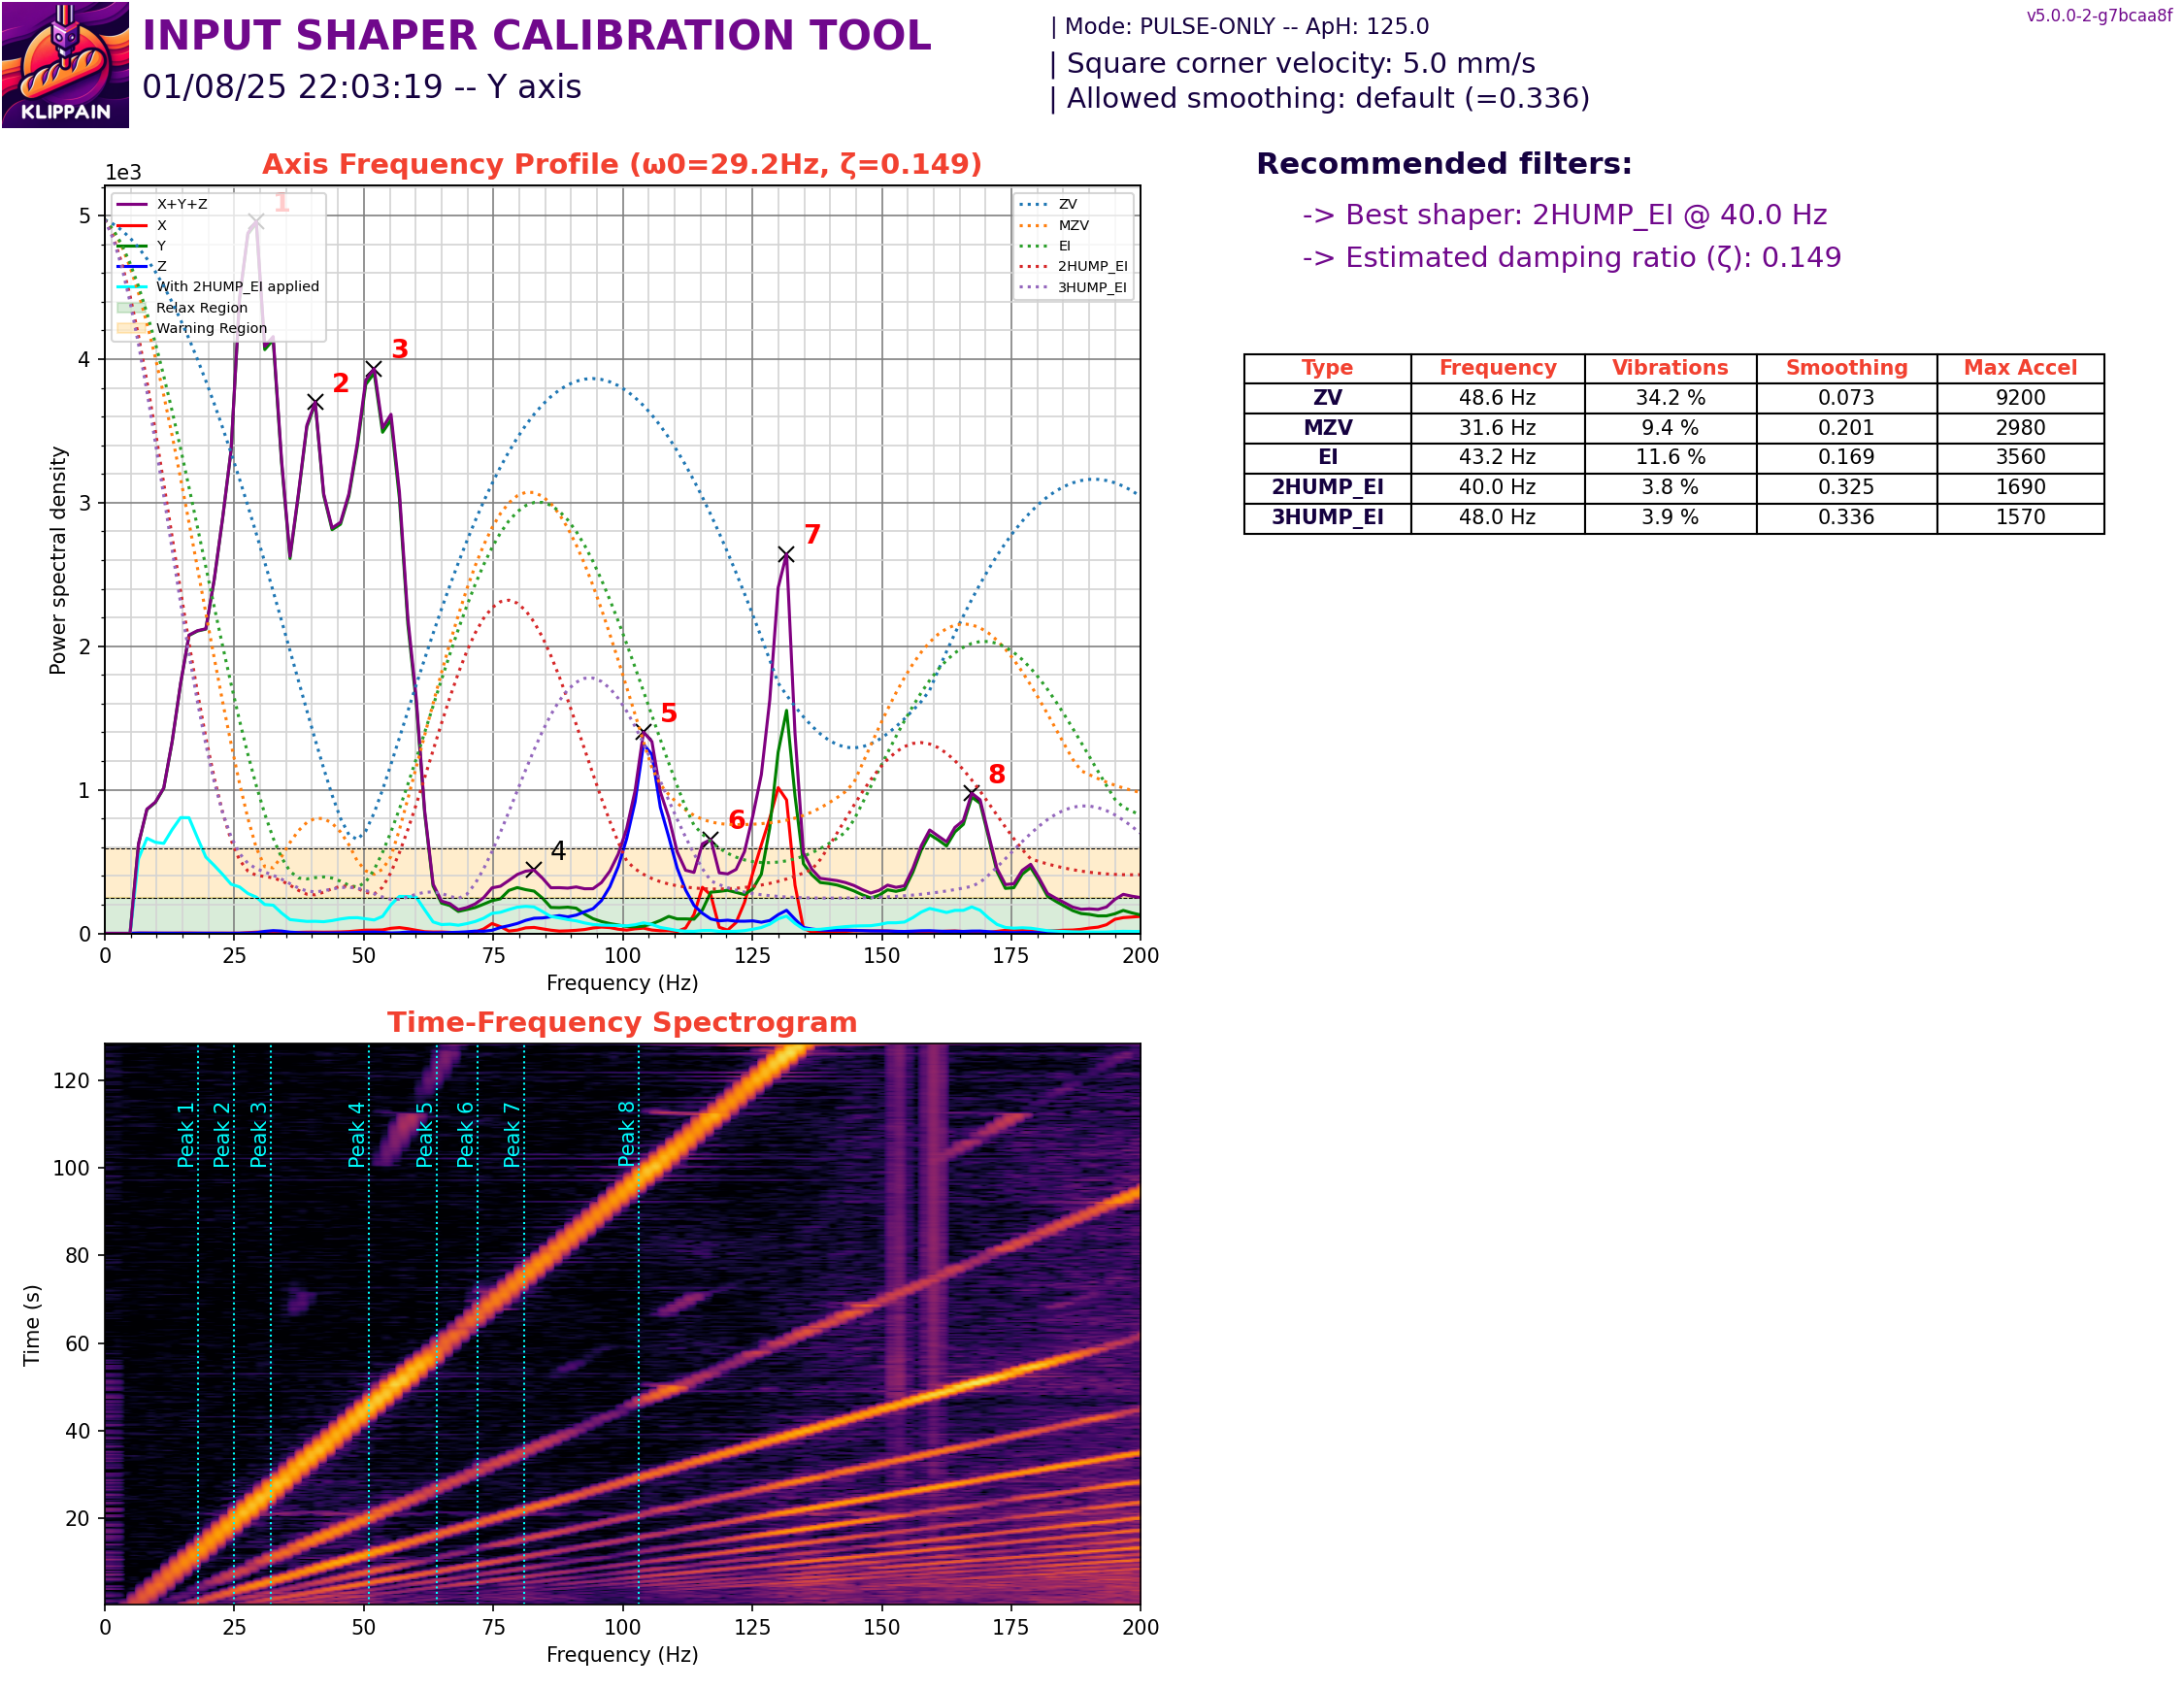 KLIPPAIN
INPUT SHAPER CALIBRATION TOOL
01/08/25 22:03:19 -- Y axis
| Mode: PULSE-ONLY -- ApH: 125.0
| Square corner velocity: 5.0 mm/s
| Allowed smoothing: default (=0.336)
v5.0.0-2-g7bcaa8f
Axis Frequency Profile (ω0=29.2Hz, ζ=0.149)
1e3
X+Y+Z
X
Y
Z
With 2HUMP_EI applied
Relax Region
Warning Region
ZV
MZV
EI
2HUMP_EI
3HUMP_EI
1
2
3
4
5
6
7
8
Power spectral density
5
4
3
2
1
0
0 25 50 75 100 125 150 175 200
Frequency (Hz)
Recommended filters:
-> Best shaper: 2HUMP_EI @ 40.0 Hz
-> Estimated damping ratio (ζ): 0.149
Type Frequency Vibrations Smoothing Max Accel
ZV 48.6 Hz 34.2 % 0.073 9200
MZV 31.6 Hz 9.4 % 0.201 2980
EI 43.2 Hz 11.6 % 0.169 3560
2HUMP_EI 40.0 Hz 3.8 % 0.325 1690
3HUMP_EI 48.0 Hz 3.9 % 0.336 1570
Time-Frequency Spectrogram
Time (s)
120
100
80
60
40
20
Peak 1
Peak 2
Peak 3
Peak 4
Peak 5
Peak 6
Peak 7
Peak 8
0 25 50 75 100 125 150 175 200
Frequency (Hz)